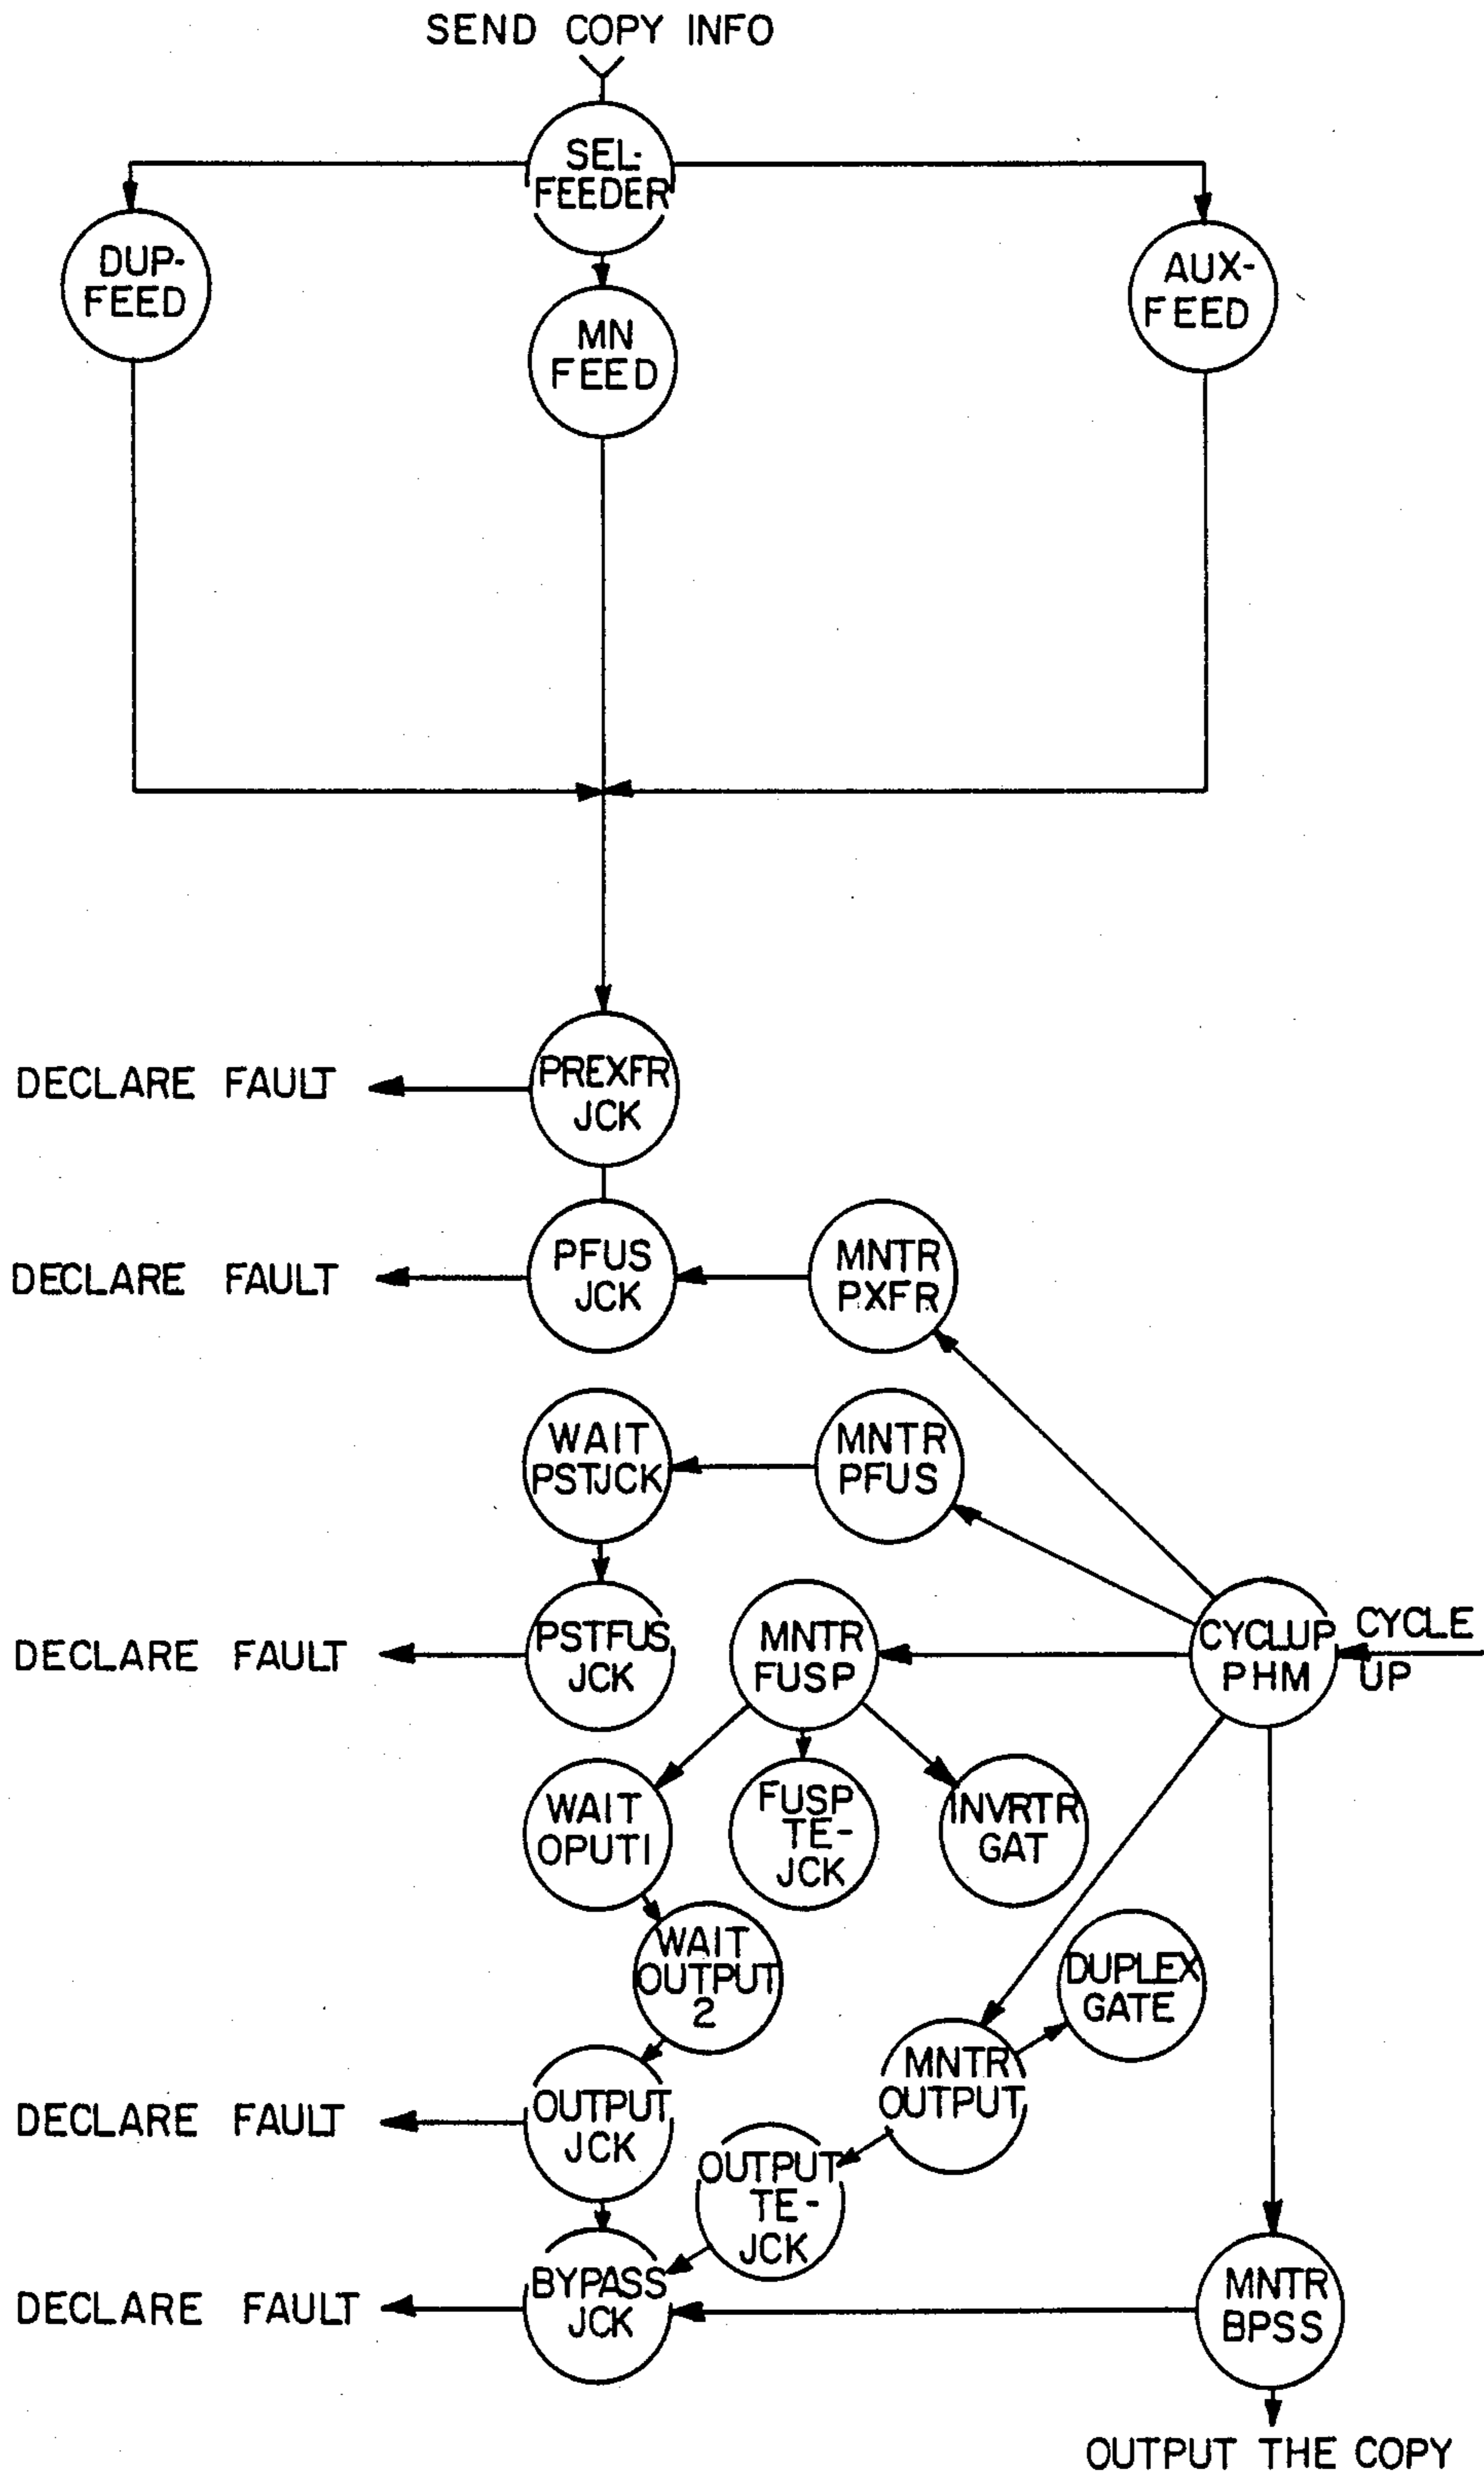 SEND COPY INFO
SEL-
FEEDER
DUP-
FEED
MN
FEED
AUX-
FEED
DECLARE FAULT
PREXFR
JCK
DECLARE FAULT
PFUS
JCK
MNTR
PXFR
WAIT
PSTJCK
MNTR
PFUS
DECLARE FAULT
PSTFUS
JCK
MNTR
FUSP
CYCLUP
PHM
CYCLE
UP
WAIT
OPUT1
FUSP
TE-
JCK
INVRTR
GAT
WAIT
OUTPUT
2
DUPLEX
GATE
MNTR
OUTPUT
DECLARE FAULT
OUTPUT
JCK
OUTPUT
TE-
JCK
DECLARE FAULT
BYPASS
JCK
MNTR
BPSS
OUTPUT THE COPY